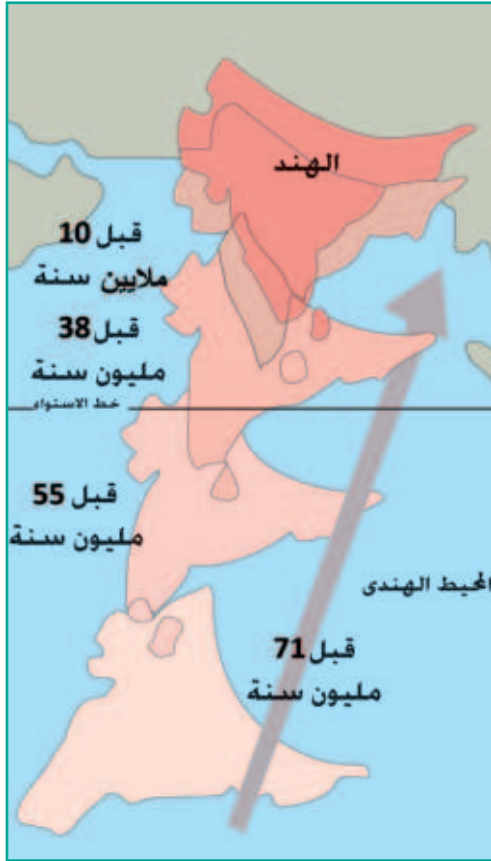 الهند
قبل 10
ملايين سنة
قبل 38
مليون سنة
خط الاستواء
قبل 55
مليون سنة
المحيط الهندى
قبل 71
مليون سنة